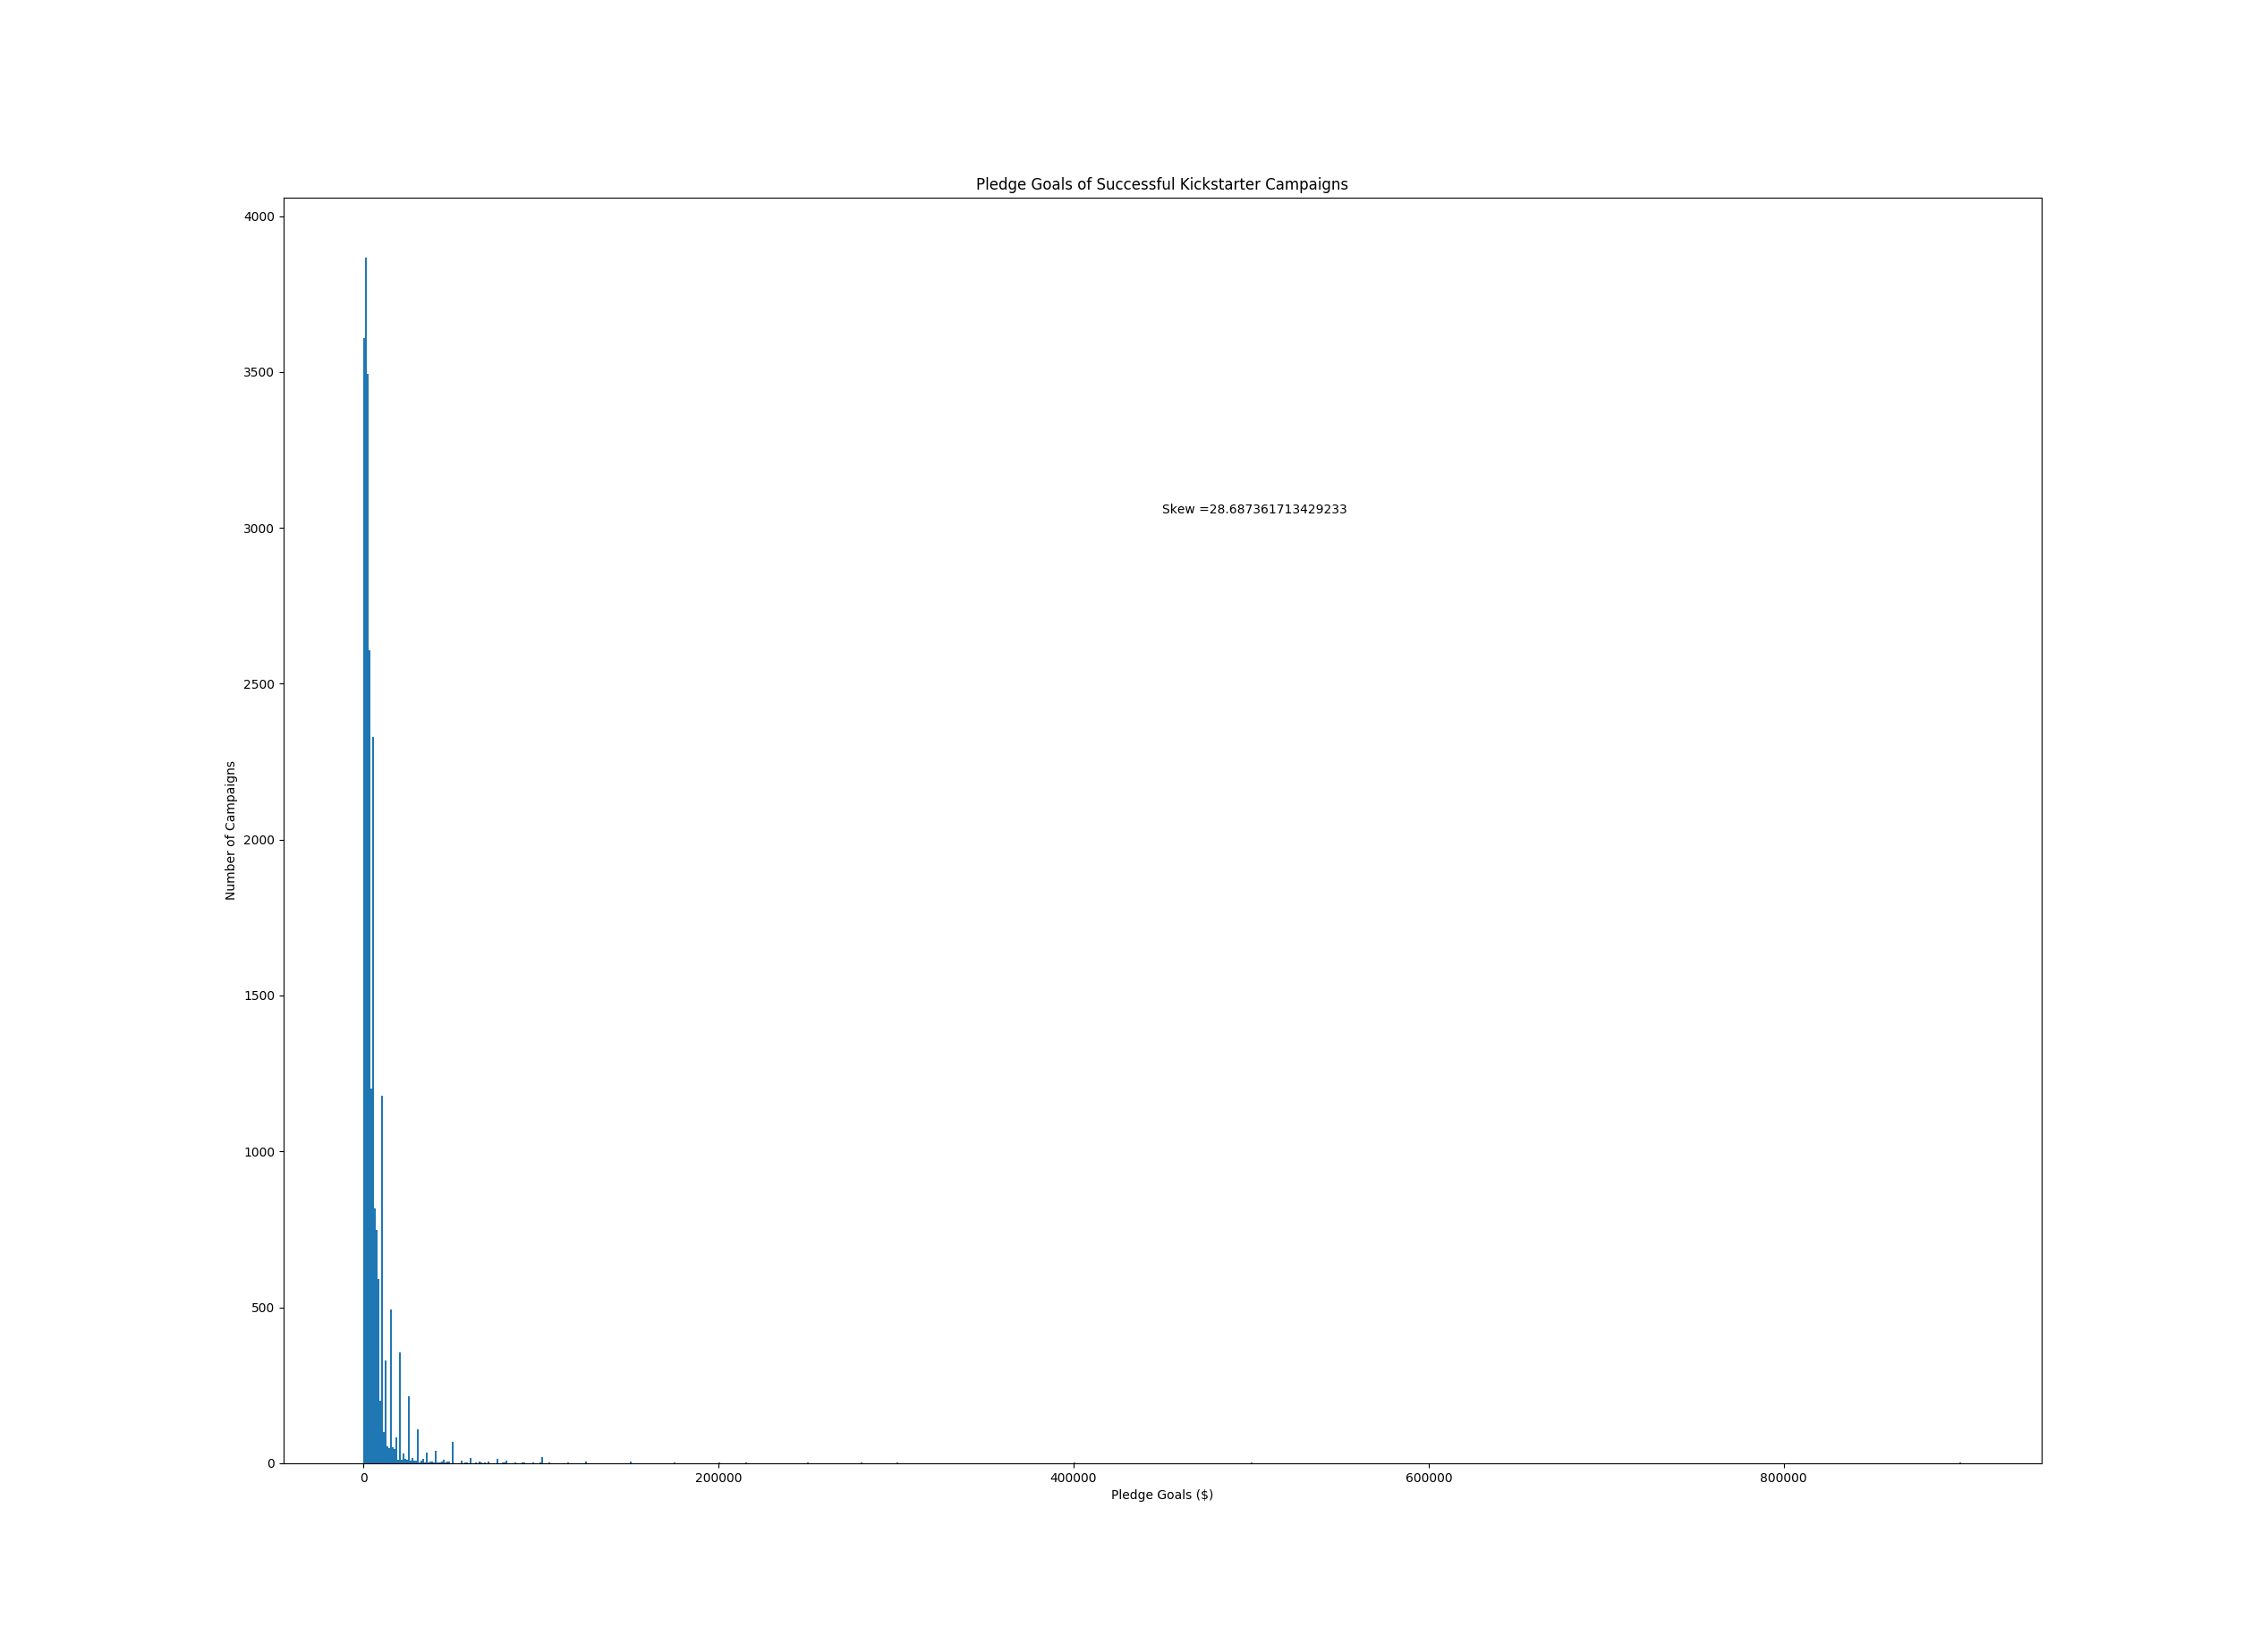 Pledge Goals of Successful Kickstarter Campaigns
4000
3500
3000
2500
2000
1500
1000
500
0
Number of Campaigns
Skew =28.687361713429233
0 200000 400000 600000 800000
Pledge Goals ($)